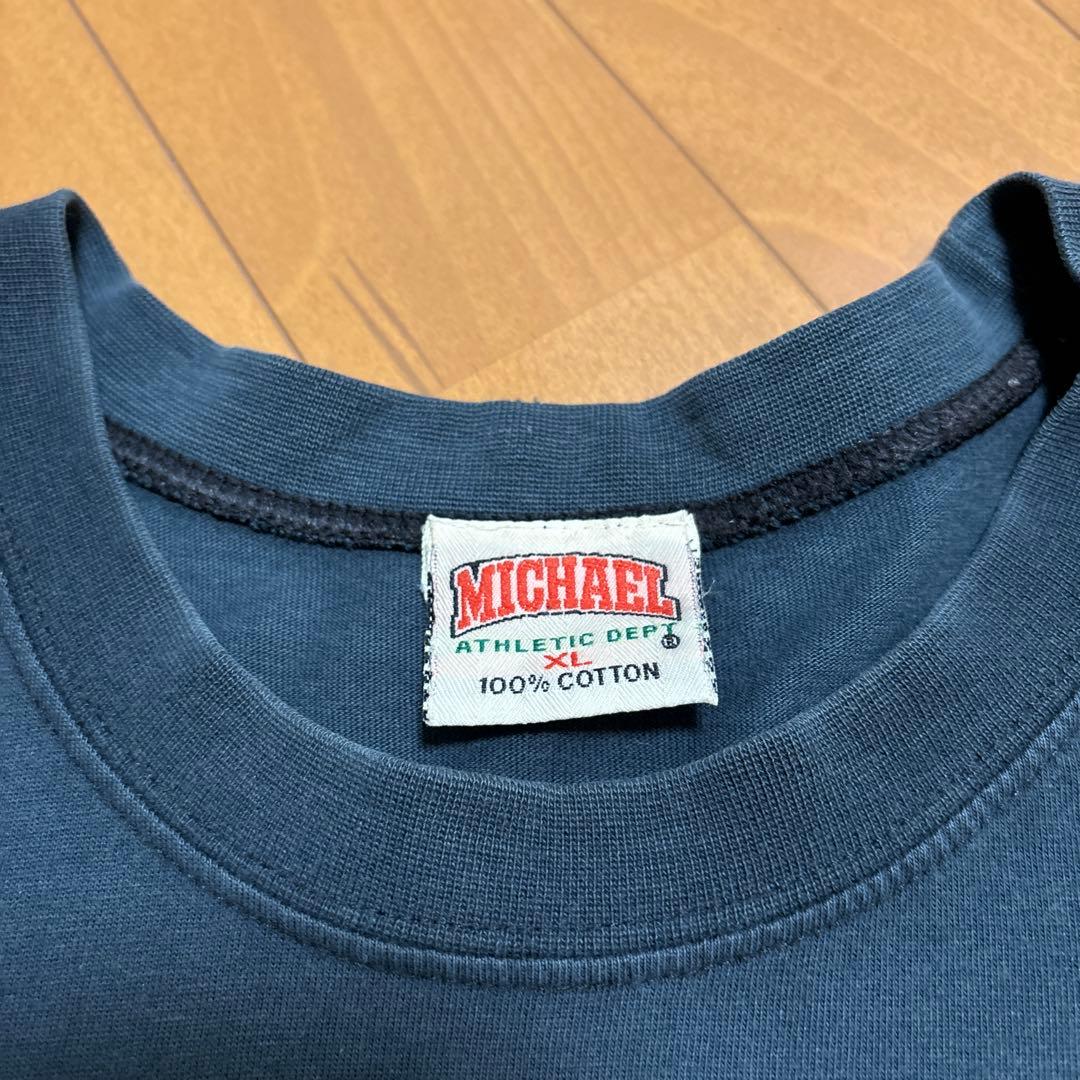 MICHAEL
ATHLETIC DEPT®
XL
100% COTTON